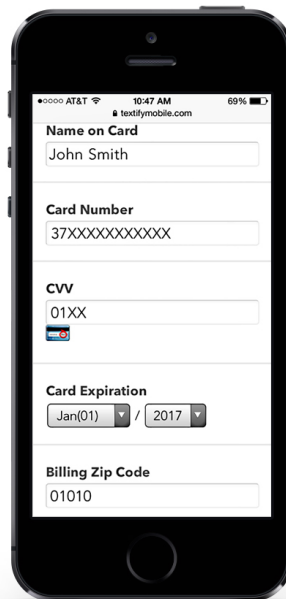 AT&T 10:47 AM 69%
textifymobile.com
Name on Card
John Smith
Card Number
37XXXXXXXXXXX
CVV
01XX
Card Expiration
Jan(01) / 2017
Billing Zip Code
01010